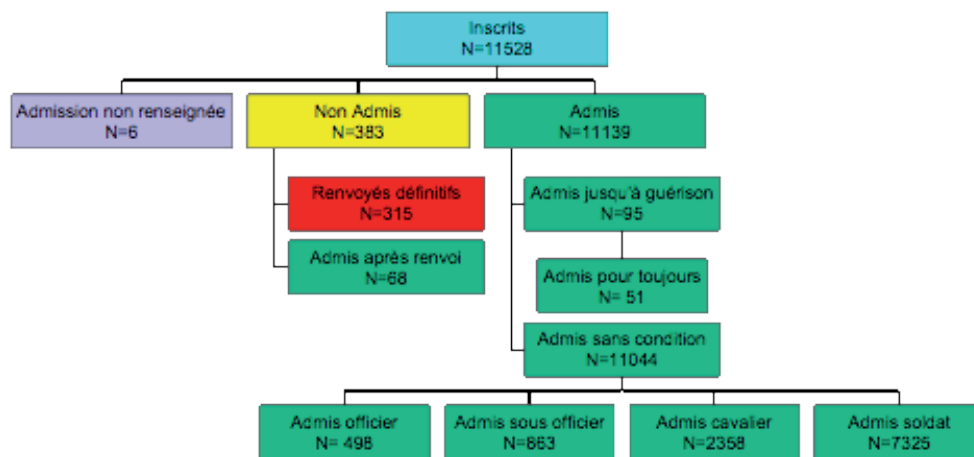 Inscrits
N=11528
Admission non renseignée
N=6
Non Admis
N=383
Admis
N=11139
Renvoyés définitifs
N=315
Admis jusqu'à guérison
N=95
Admis après renvoi
N=68
Admis pour toujours
N= 51
Admis sans condition
N=11044
Admis officier
N= 498
Admis sous officier
N=863
Admis cavalier
N=2358
Admis soldat
N=7325